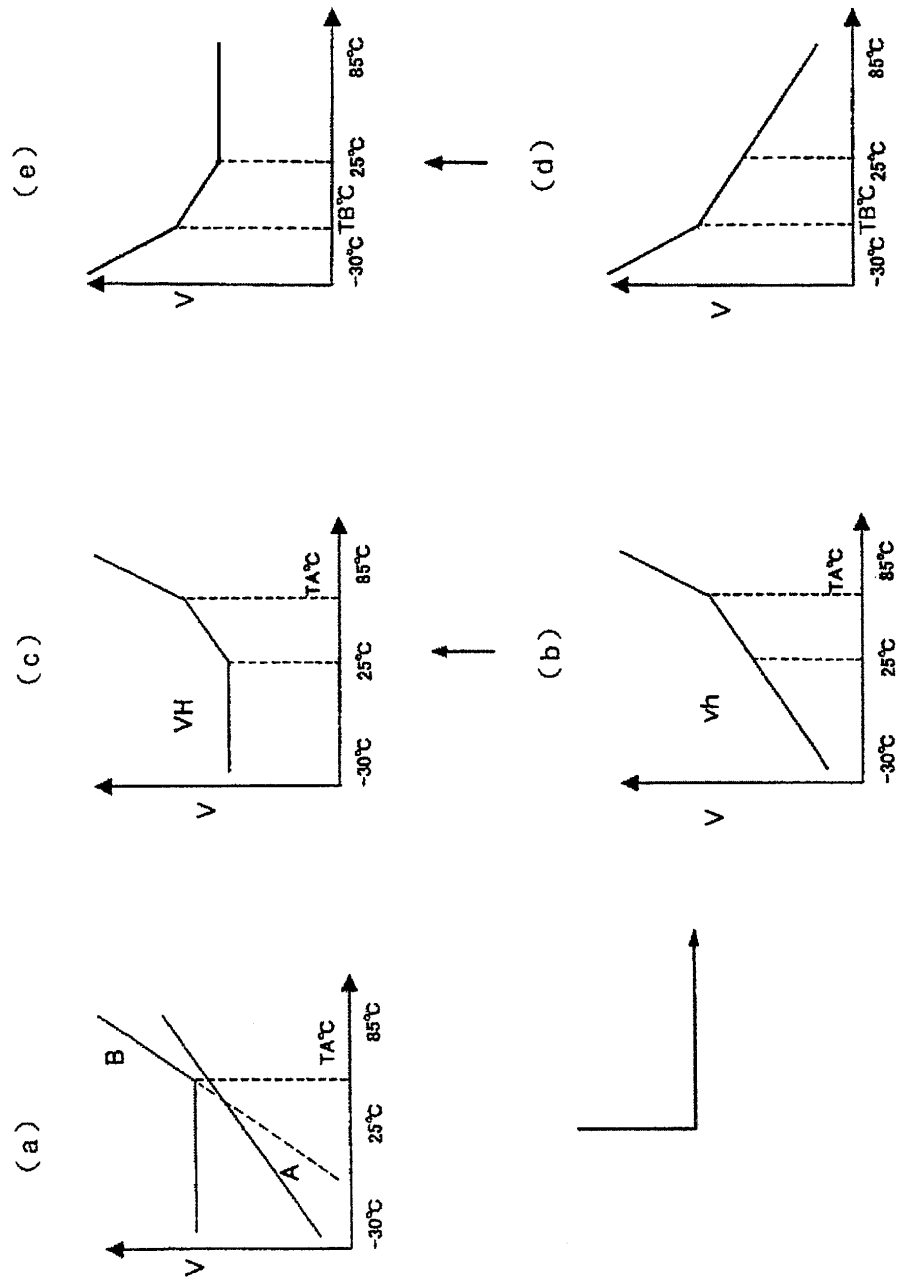 (a)
V
B
A
TA℃
-30℃ 25℃ 85℃
(b)
V
vh
TA℃
-30℃ 25℃ 85℃
(c)
V
VH
TA℃
-30℃ 25℃ 85℃
(d)
V
TB℃
-30℃ 25℃ 85℃
(e)
V
TB℃
-30℃ 25℃ 85℃